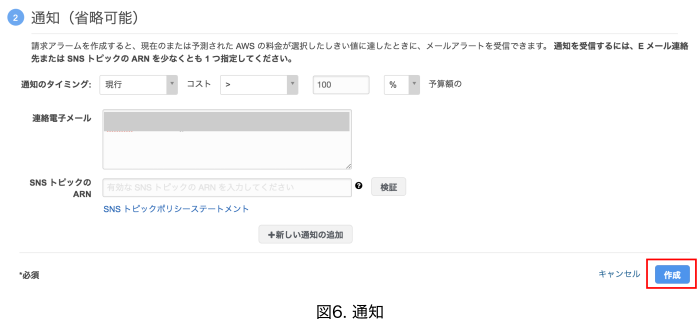 2 通知（省略可能）
請求アラームを作成すると、現在のまたは予測された AWS の料金が選択したしきい値に達したときに、メールアラートを受信できます。 通知を受信するには、E メール連絡
先または SNS トピックの ARN を少なくとも 1 つ指定してください。
通知のタイミング: 現行 コスト > 100 % 予算額の
連絡電子メール
SNS トピックの
ARN
有効な SNS トピックの ARN を入力してください ? 検証
SNS トピックポリシーステートメント
+新しい通知の追加
*必須 キャンセル 作成
図6. 通知